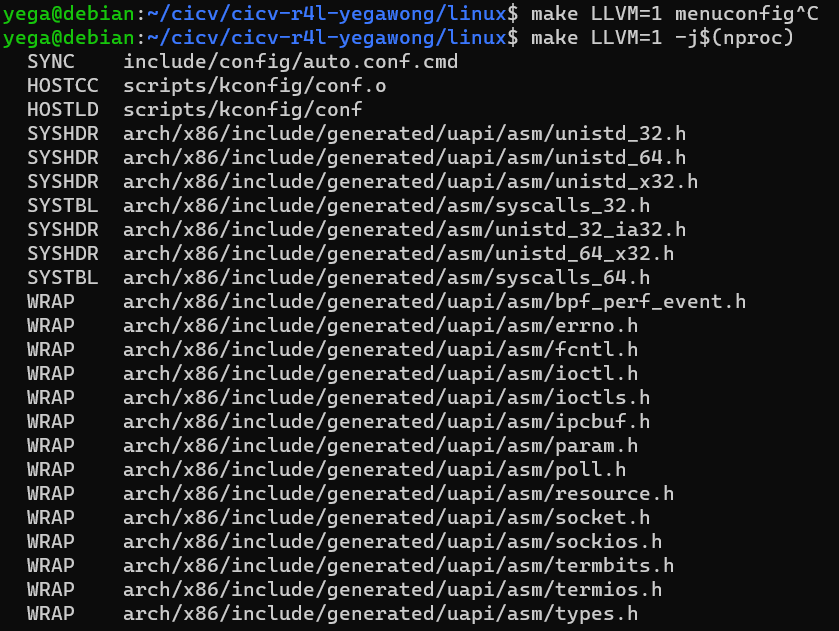 yega@debian:~/cicv/cicv-r4l-yegawong/linux$ make LLVM=1 menuconfig^C
yega@debian:~/cicv/cicv-r4l-yegawong/linux$ make LLVM=1 -j$(nproc)
  SYNC    include/config/auto.conf.cmd
  HOSTCC  scripts/kconfig/conf.o
  HOSTLD  scripts/kconfig/conf
  SYSHDR  arch/x86/include/generated/uapi/asm/unistd_32.h
  SYSHDR  arch/x86/include/generated/uapi/asm/unistd_64.h
  SYSHDR  arch/x86/include/generated/uapi/asm/unistd_x32.h
  SYSTBL  arch/x86/include/generated/asm/syscalls_32.h
  SYSHDR  arch/x86/include/generated/asm/unistd_32_ia32.h
  SYSHDR  arch/x86/include/generated/asm/unistd_64_x32.h
  SYSTBL  arch/x86/include/generated/asm/syscalls_64.h
  WRAP    arch/x86/include/generated/uapi/asm/bpf_perf_event.h
  WRAP    arch/x86/include/generated/uapi/asm/errno.h
  WRAP    arch/x86/include/generated/uapi/asm/fcntl.h
  WRAP    arch/x86/include/generated/uapi/asm/ioctl.h
  WRAP    arch/x86/include/generated/uapi/asm/ioctls.h
  WRAP    arch/x86/include/generated/uapi/asm/ipcbuf.h
  WRAP    arch/x86/include/generated/uapi/asm/param.h
  WRAP    arch/x86/include/generated/uapi/asm/poll.h
  WRAP    arch/x86/include/generated/uapi/asm/resource.h
  WRAP    arch/x86/include/generated/uapi/asm/socket.h
  WRAP    arch/x86/include/generated/uapi/asm/sockios.h
  WRAP    arch/x86/include/generated/uapi/asm/termbits.h
  WRAP    arch/x86/include/generated/uapi/asm/termios.h
  WRAP    arch/x86/include/generated/uapi/asm/types.h